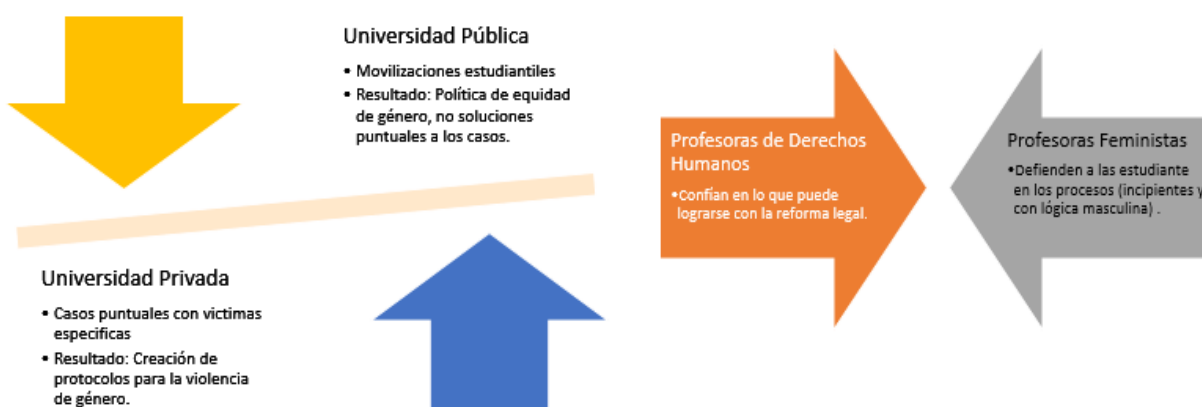 Universidad Pública
• Movilizaciones estudiantiles
• Resultado: Política de equidad
de género, no soluciones
puntuales a los casos.
Universidad Privada
• Casos puntuales con victimas
especificas
• Resultado: Creación de
protocolos para la violencia
de género.
Profesoras de Derechos
Humanos
•Confían en lo que puede
lograrse con la reforma legal.
Profesoras Feministas
•Defienden a las estudiante
en los procesos (incipientes y
con lógica masculina) .